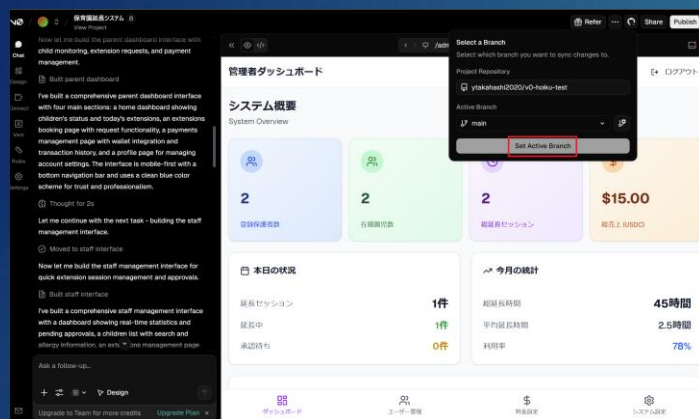 v0
保育園延長システム
View Project
Refer
Share
Publish
Chat
Design
Connect
Vars
Rules
Settings
Now let me build the parent dashboard interface with
child monitoring, extension requests, and payment
management.
Built parent dashboard
I've built a comprehensive parent dashboard interface
with four main sections: a home dashboard showing
children's status and today's extensions, an extensions
booking page with request functionality, a payments
management page with wallet integration and
transaction history, and a profile page for managing
account settings. The interface is mobile-first with a
bottom navigation bar and uses a clean blue color
scheme for trust and professionalism.
Thought for 2s
Let me continue with the next task - building the staff
management interface.
Moved to staff interface
Now let me build the staff management interface for
quick extension session management and approvals.
Built staff interface
I've built a comprehensive staff management interface
with a dashboard showing real-time statistics and
pending approvals, a children list with search and
allergy information, an
Ask a follow-up...
Design
Upgrade to Team for more credits
Upgrade Plan
Select a Branch
Select which branch you want to sync changes to.
Project Repository
ytakahashi2020/v0-hoiku-test
Active Branch
main
Set Active Branch
管理者ダッシュボード
ログアウト
システム概要
System Overview
2
登録保護者数
2
在籍園児数
2
総延長セッション
$15.00
総売上 (USDC)
本日の状況
延長セッション 1件
延長中 1件
承認待ち 0件
今月の統計
総延長時間 45時間
平均延長時間 2.5時間
利用率 78%
ダッシュボード
ユーザー管理
料金設定
システム設定